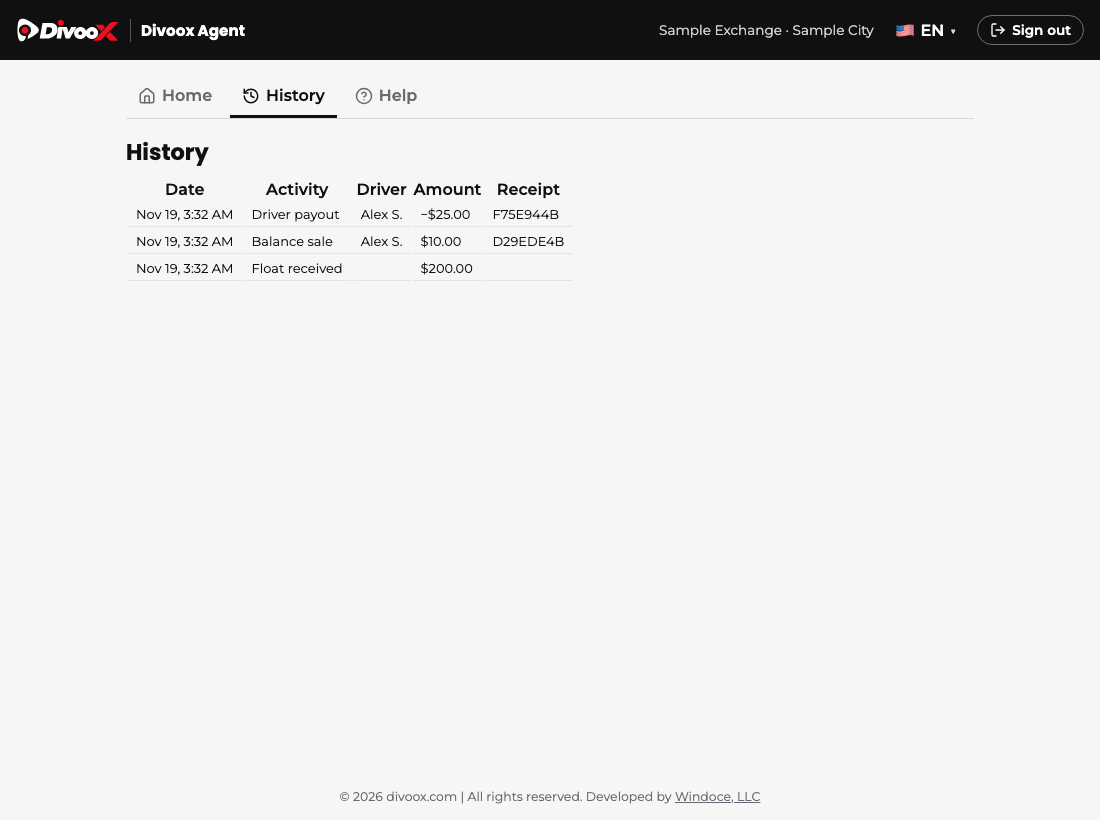 DivooX Divoox Agent Sample Exchange · Sample City 🇺🇸 EN ▾ Sign out
Home History Help
History
Date Activity Driver Amount Receipt
Nov 19, 3:32 AM Driver payout Alex S. −$25.00 F75E944B
Nov 19, 3:32 AM Balance sale Alex S. $10.00 D29EDE4B
Nov 19, 3:32 AM Float received $200.00
© 2026 divoox.com | All rights reserved. Developed by Windoce, LLC